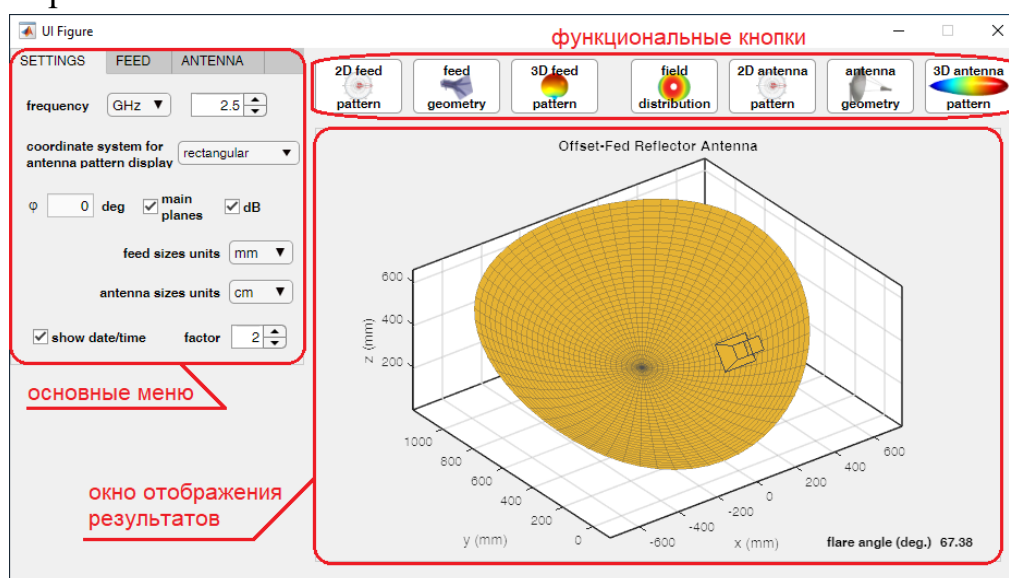 UI Figure
функциональные кнопки
SETTINGS FEED ANTENNA
2D feed pattern
feed geometry
3D feed pattern
field distribution
2D antenna pattern
antenna geometry
3D antenna pattern
frequency GHz 2.5
coordinate system for
antenna pattern display rectangular
φ 0 deg main planes dB
feed sizes units mm
antenna sizes units cm
show date/time factor 2
основные меню
окно отображения
результатов
Offset-Fed Reflector Antenna
z (mm)
600
400
200
1000
800
600
400
200
0
y (mm)
-600
-400
-200
0
200
400
600
x (mm)
flare angle (deg.) 67.38